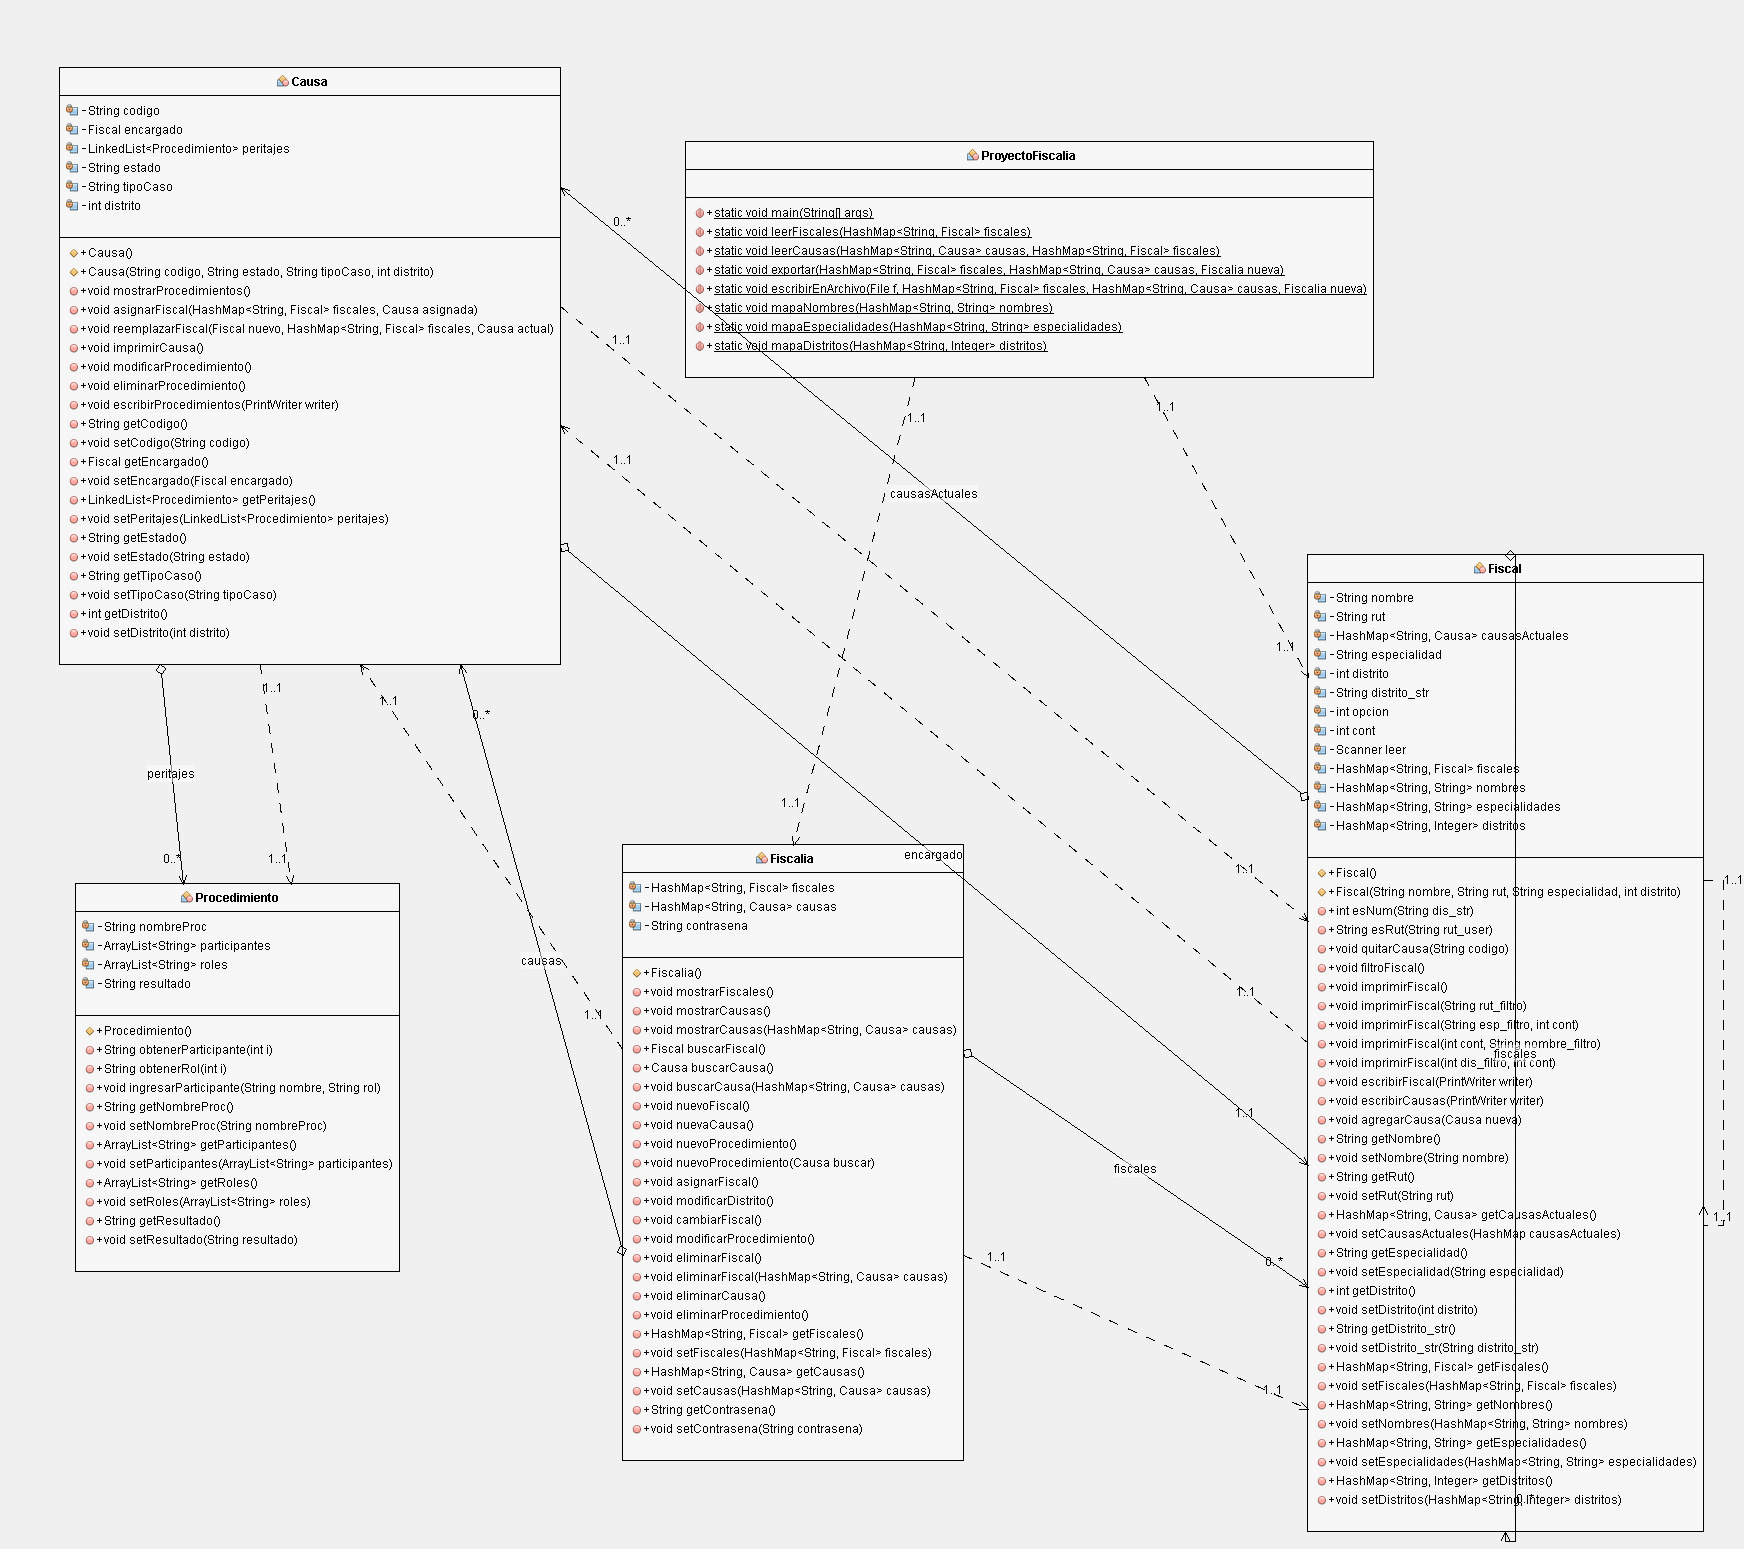 Causa
-String codigo
-Fiscal encargado
-LinkedList<Procedimiento> peritajes
-String estado
-String tipoCaso
-int distrito
+Causa()
+Causa(String codigo, String estado, String tipoCaso, int distrito)
+void mostrarProcedimientos()
+void asignarFiscal(HashMap<String, Fiscal> fiscales, Causa asignada)
+void reemplazarFiscal(Fiscal nuevo, HashMap<String, Fiscal> fiscales, Causa actual)
+void imprimirCausa()
+void modificarProcedimiento()
+void eliminarProcedimiento()
+void escribirProcedimientos(PrintWriter writer)
+String getCodigo()
+void setCodigo(String codigo)
+Fiscal getEncargado()
+void setEncargado(Fiscal encargado)
+LinkedList<Procedimiento> getPeritajes()
+void setPeritajes(LinkedList<Procedimiento> peritajes)
+String getEstado()
+void setEstado(String estado)
+String getTipoCaso()
+void setTipoCaso(String tipoCaso)
+int getDistrito()
+void setDistrito(int distrito)
ProyectoFiscalia
+static void main(String[] args)
+static void leerFiscales(HashMap<String, Fiscal> fiscales)
+static void leerCausas(HashMap<String, Causa> causas, HashMap<String, Fiscal> fiscales)
+static void exportar(HashMap<String, Fiscal> fiscales, HashMap<String, Causa> causas, Fiscalia nueva)
+static void escribirEnArchivo(File f, HashMap<String, Fiscal> fiscales, HashMap<String, Causa> causas, Fiscalia nueva)
+static void mapaNombres(HashMap<String, String> nombres)
+static void mapaEspecialidades(HashMap<String, String> especialidades)
+static void mapaDistritos(HashMap<String, Integer> distritos)
0..*
1..1
1..1
1..1
1..1
causasActuales
1..1
1..1
0..*
1..1
1..1
peritajes
0..*
1..1
1..1
encargado
1..1
causas
1..1
1..1
1..1
fiscales
0..*
1..1
1..1
Procedimiento
-String nombreProc
-ArrayList<String> participantes
-ArrayList<String> roles
-String resultado
+Procedimiento()
+String obtenerParticipante(int i)
+String obtenerRol(int i)
+void ingresarParticipante(String nombre, String rol)
+String getNombreProc()
+void setNombreProc(String nombreProc)
+ArrayList<String> getParticipantes()
+void setParticipantes(ArrayList<String> participantes)
+ArrayList<String> getRoles()
+void setRoles(ArrayList<String> roles)
+String getResultado()
+void setResultado(String resultado)
Fiscalia
-HashMap<String, Fiscal> fiscales
-HashMap<String, Causa> causas
-String contrasena
+Fiscalia()
+void mostrarFiscales()
+void mostrarCausas()
+void mostrarCausas(HashMap<String, Causa> causas)
+Fiscal buscarFiscal()
+Causa buscarCausa()
+void buscarCausa(HashMap<String, Causa> causas)
+void nuevoFiscal()
+void nuevaCausa()
+void nuevoProcedimiento()
+void nuevoProcedimiento(Causa buscar)
+void asignarFiscal()
+void modificarDistrito()
+void cambiarFiscal()
+void modificarProcedimiento()
+void eliminarFiscal()
+void eliminarFiscal(HashMap<String, Causa> causas)
+void eliminarCausa()
+void eliminarProcedimiento()
+HashMap<String, Fiscal> getFiscales()
+void setFiscales(HashMap<String, Fiscal> fiscales)
+HashMap<String, Causa> getCausas()
+void setCausas(HashMap<String, Causa> causas)
+String getContrasena()
+void setContrasena(String contrasena)
Fiscal
-String nombre
-String rut
-HashMap<String, Causa> causasActuales
-String especialidad
-int distrito
-String distrito_str
-int opcion
-int cont
-Scanner leer
-HashMap<String, Fiscal> fiscales
-HashMap<String, String> nombres
-HashMap<String, String> especialidades
-HashMap<String, Integer> distritos
+Fiscal()
+Fiscal(String nombre, String rut, String especialidad, int distrito)
+int esNum(String dis_str)
+String esRut(String rut_user)
+void quitarCausa(String codigo)
+void filtroFiscal()
+void imprimirFiscal()
+void imprimirFiscal(String rut_filtro)
+void imprimirFiscal(String esp_filtro, int cont)
+void imprimirFiscal(int cont, String nombre_filtro)
fiscales
+void imprimirFiscal(int dis_filtro, int cont)
+void escribirFiscal(PrintWriter writer)
+void escribirCausas(PrintWriter writer)
+void agregarCausa(Causa nueva)
+String getNombre()
+void setNombre(String nombre)
+String getRut()
+void setRut(String rut)
+HashMap<String, Causa> getCausasActuales()
+void setCausasActuales(HashMap causasActuales)
+String getEspecialidad()
+void setEspecialidad(String especialidad)
+int getDistrito()
+void setDistrito(int distrito)
+String getDistrito_str()
+void setDistrito_str(String distrito_str)
+HashMap<String, Fiscal> getFiscales()
+void setFiscales(HashMap<String, Fiscal> fiscales)
+HashMap<String, String> getNombres()
+void setNombres(HashMap<String, String> nombres)
+HashMap<String, String> getEspecialidades()
+void setEspecialidades(HashMap<String, String> especialidades)
+HashMap<String, Integer> getDistritos()
+void setDistritos(HashMap<String, Integer> distritos)
0..*
1..1
1..1